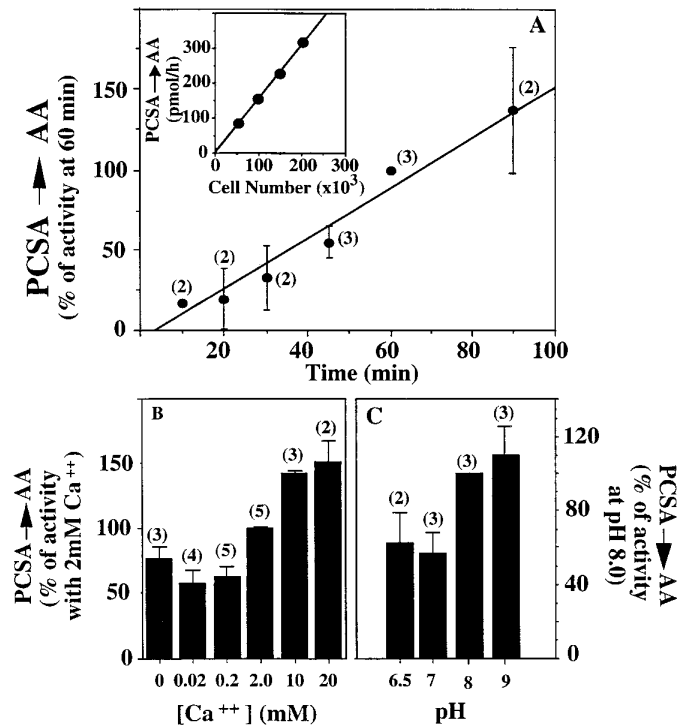 A
PCSA → AA
(% of activity at 60 min)
150
100
50
0
20
40
60
80
100
Time (min)
(2)
(2)
(2)
(3)
(3)
(2)
PCSA → AA
(pmol/h)
400
300
200
100
0
0
100
200
300
Cell Number (x10³)
B
PCSA → AA
(% of activity
with 2mM Ca⁺⁺)
150
100
50
0
(3)
(4)
(5)
(5)
(3)
(2)
0 0.02 0.2 2.0 10 20
[Ca⁺⁺] (mM)
C
(2)
(3)
(3)
(3)
6.5 7 8 9
pH
120
80
40
0
PCSA → AA
(% of activity
at pH 8.0)